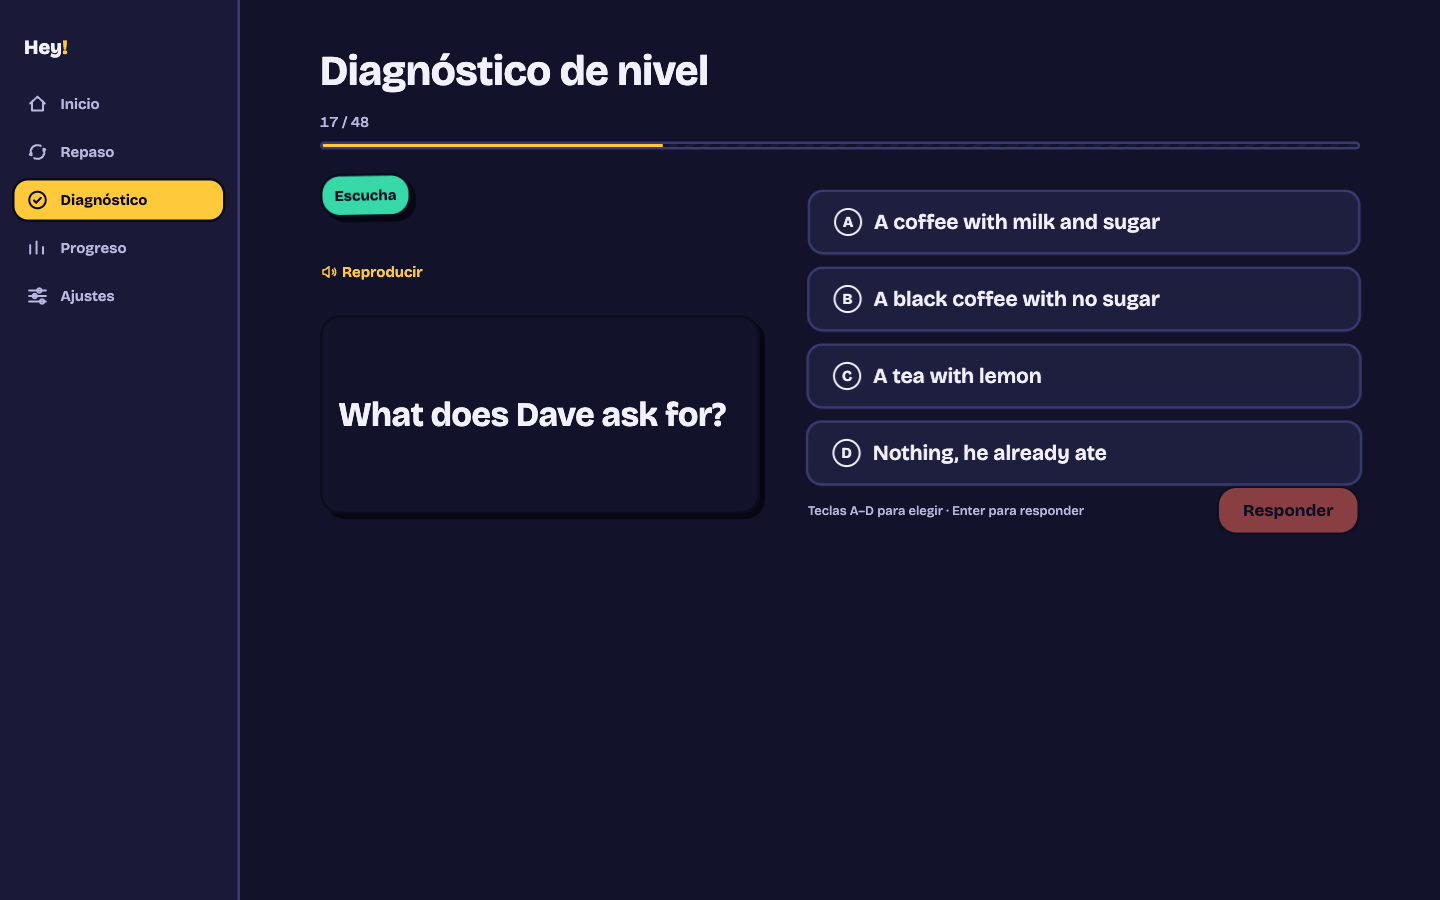 Hey!
Inicio
Repaso
Diagnóstico
Progreso
Ajustes
Diagnóstico de nivel
17 / 48
Escucha
Reproducir
What does Dave ask for?
A A coffee with milk and sugar
B A black coffee with no sugar
C A tea with lemon
D Nothing, he already ate
Teclas A–D para elegir · Enter para responder
Responder